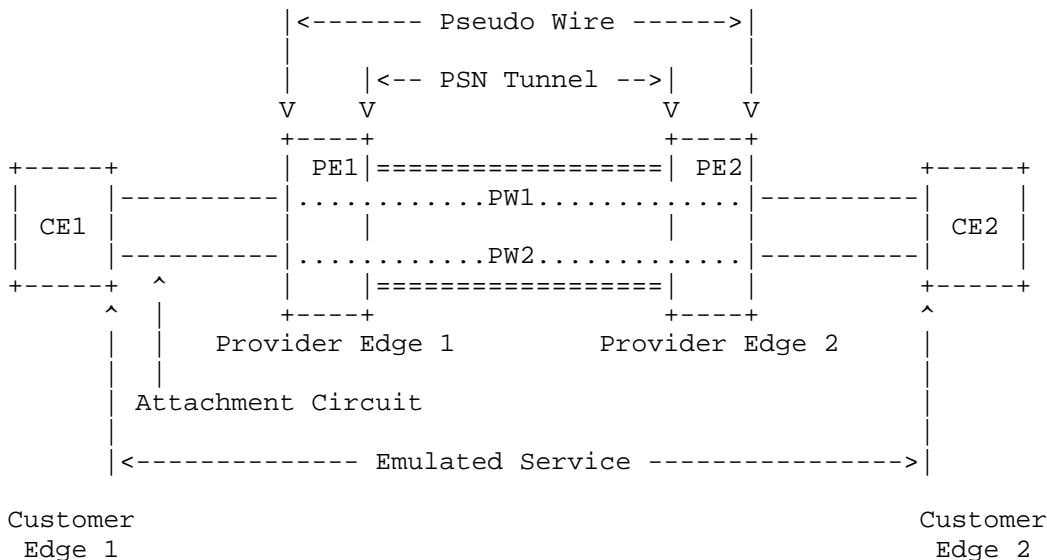 |<------- Pseudo Wire ------>|
|<-- PSN Tunnel -->|
V V V V
PE1 PE2
PW1
CE1 CE2
PW2
Provider Edge 1 Provider Edge 2
Attachment Circuit
|<-------------- Emulated Service ---------------->|
Customer Customer
Edge 1 Edge 2